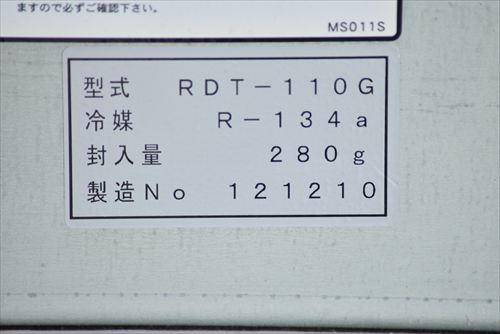 ますので必ずご確認下さい。
MS011S
型式 RDT-110G
冷媒 R-134a
封入量 280g
製造No 121210